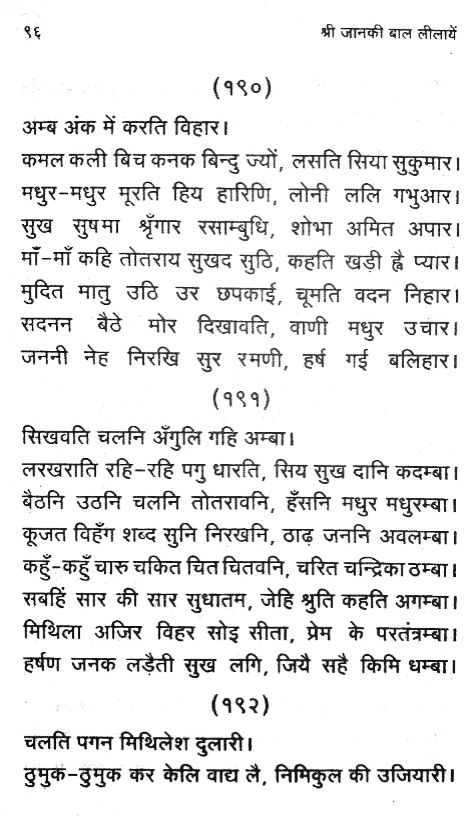 ९६ श्री जानकी बाल लीलायें
(१९०)
अम्ब अंक में करति विहार।
कमल कली बिच कनक बिन्दु ज्यों, लसति सिया सुकुमार।
मधुर-मधुर मूरति हिय हारिणि, लोनी ललि गभुआर।
सुख सुषमा श्रृँगार रसाम्बुधि, शोभा अमित अपार।
माँ-माँ कहि तोतराय सुखद सुठि, कहति खड़ी ह्वै प्यार।
मुदित मातु उठि उर छपकाई, चूमति वदन निहार।
सदनन बैठे मोर दिखावति, वाणी मधुर उचार।
जननी नेह निरखि सुर रमणी, हर्ष गई बलिहार।
(१९१)
सिखवति चलनि अँगुलि गहि अम्बा।
लरखराति रहि-रहि पगु धारति, सिय सुख दानि कदम्बा।
बैठनि उठनि चलनि तोतरावनि, हँसनि मधुर मधुरम्बा।
कूजत विहँग शब्द सुनि निरखनि, ठाढ़ जननि अवलम्बा।
कहुँ-कहुँ चारु चकित चित चितवनि, चरित चन्द्रिका ठम्बा।
सबहिं सार की सार सुधातम, जेहि श्रुति कहति अगम्बा।
मिथिला अजिर विहर सोइ सीता, प्रेम के परतंत्रम्बा।
हर्षण जनक लड़ैती सुख लगि, जियै सहै किमि धम्बा।
(१९२)
चलति पगन मिथिलेश दुलारी।
ठुमुक-ठुमुक कर केलि वाद्य लै, निमिकुल की उजियारी।